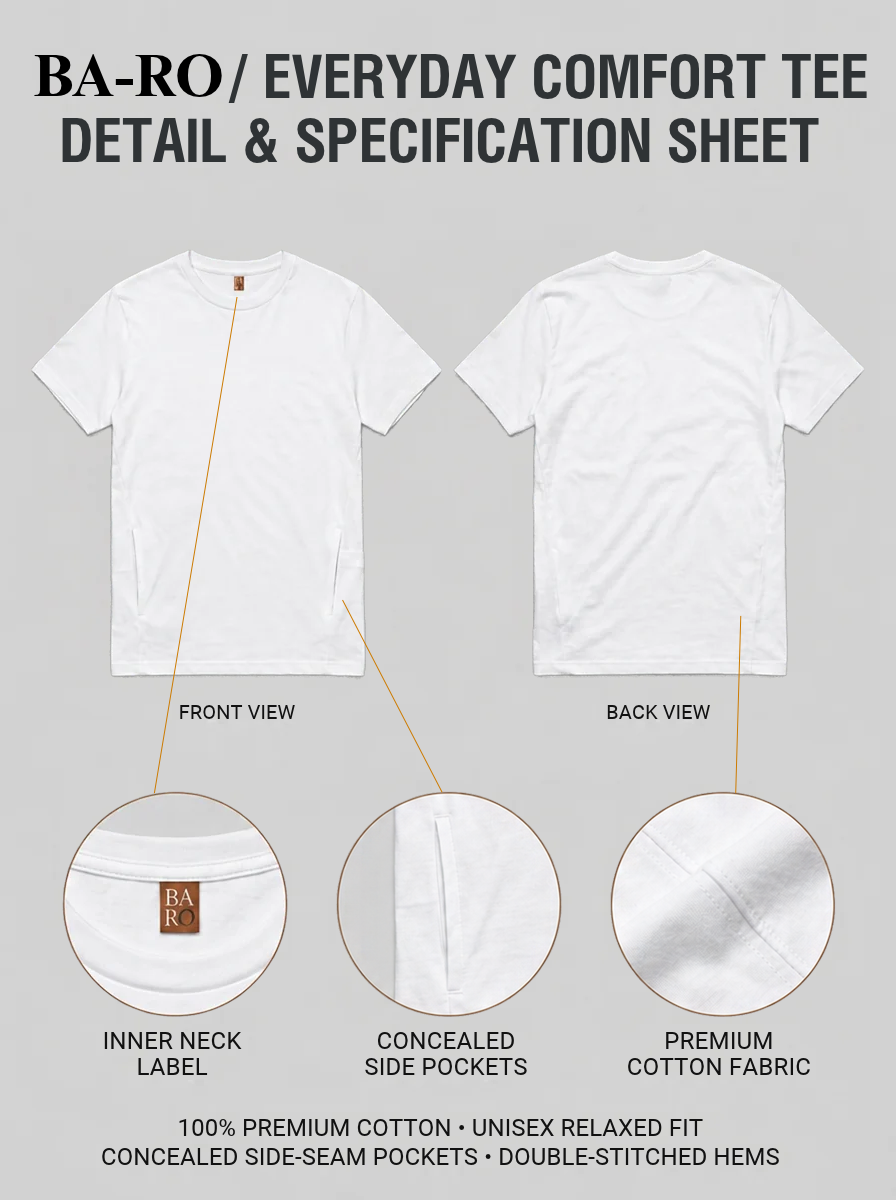 BA-RO / EVERYDAY COMFORT TEE
DETAIL & SPECIFICATION SHEET
FRONT VIEW
BACK VIEW
BA
RO
INNER NECK
LABEL
CONCEALED
SIDE POCKETS
PREMIUM
COTTON FABRIC
100% PREMIUM COTTON • UNISEX RELAXED FIT
CONCEALED SIDE-SEAM POCKETS • DOUBLE-STITCHED HEMS